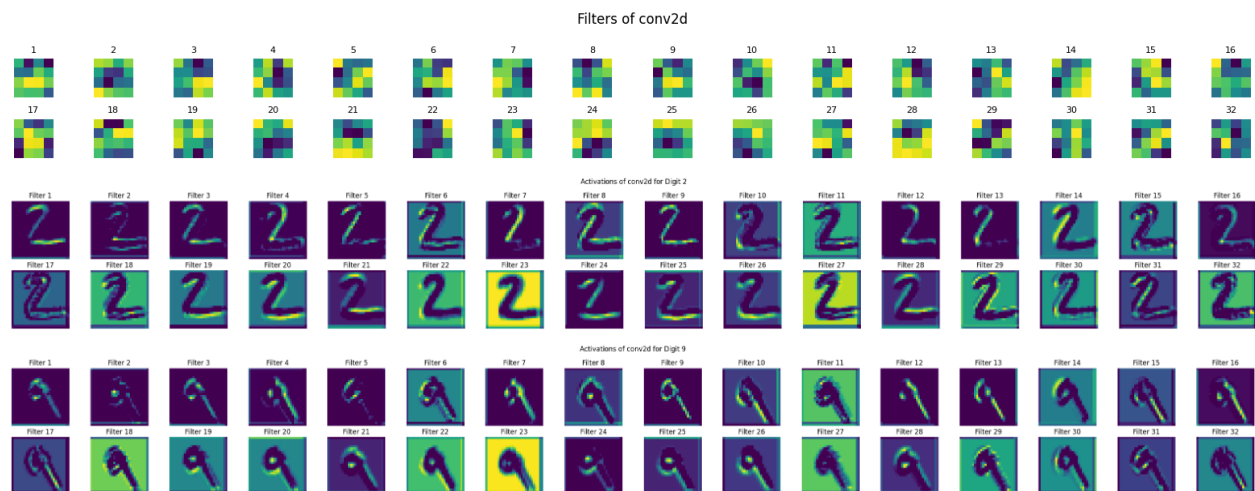 Filters of conv2d
1 2 3 4 5 6 7 8 9 10 11 12 13 14 15 16
17 18 19 20 21 22 23 24 25 26 27 28 29 30 31 32
Activations of conv2d for Digit 2
Filter 1 Filter 2 Filter 3 Filter 4 Filter 5 Filter 6 Filter 7 Filter 8 Filter 9 Filter 10 Filter 11 Filter 12 Filter 13 Filter 14 Filter 15 Filter 16
Filter 17 Filter 18 Filter 19 Filter 20 Filter 21 Filter 22 Filter 23 Filter 24 Filter 25 Filter 26 Filter 27 Filter 28 Filter 29 Filter 30 Filter 31 Filter 32
Activations of conv2d for Digit 9
Filter 1 Filter 2 Filter 3 Filter 4 Filter 5 Filter 6 Filter 7 Filter 8 Filter 9 Filter 10 Filter 11 Filter 12 Filter 13 Filter 14 Filter 15 Filter 16
Filter 17 Filter 18 Filter 19 Filter 20 Filter 21 Filter 22 Filter 23 Filter 24 Filter 25 Filter 26 Filter 27 Filter 28 Filter 29 Filter 30 Filter 31 Filter 32